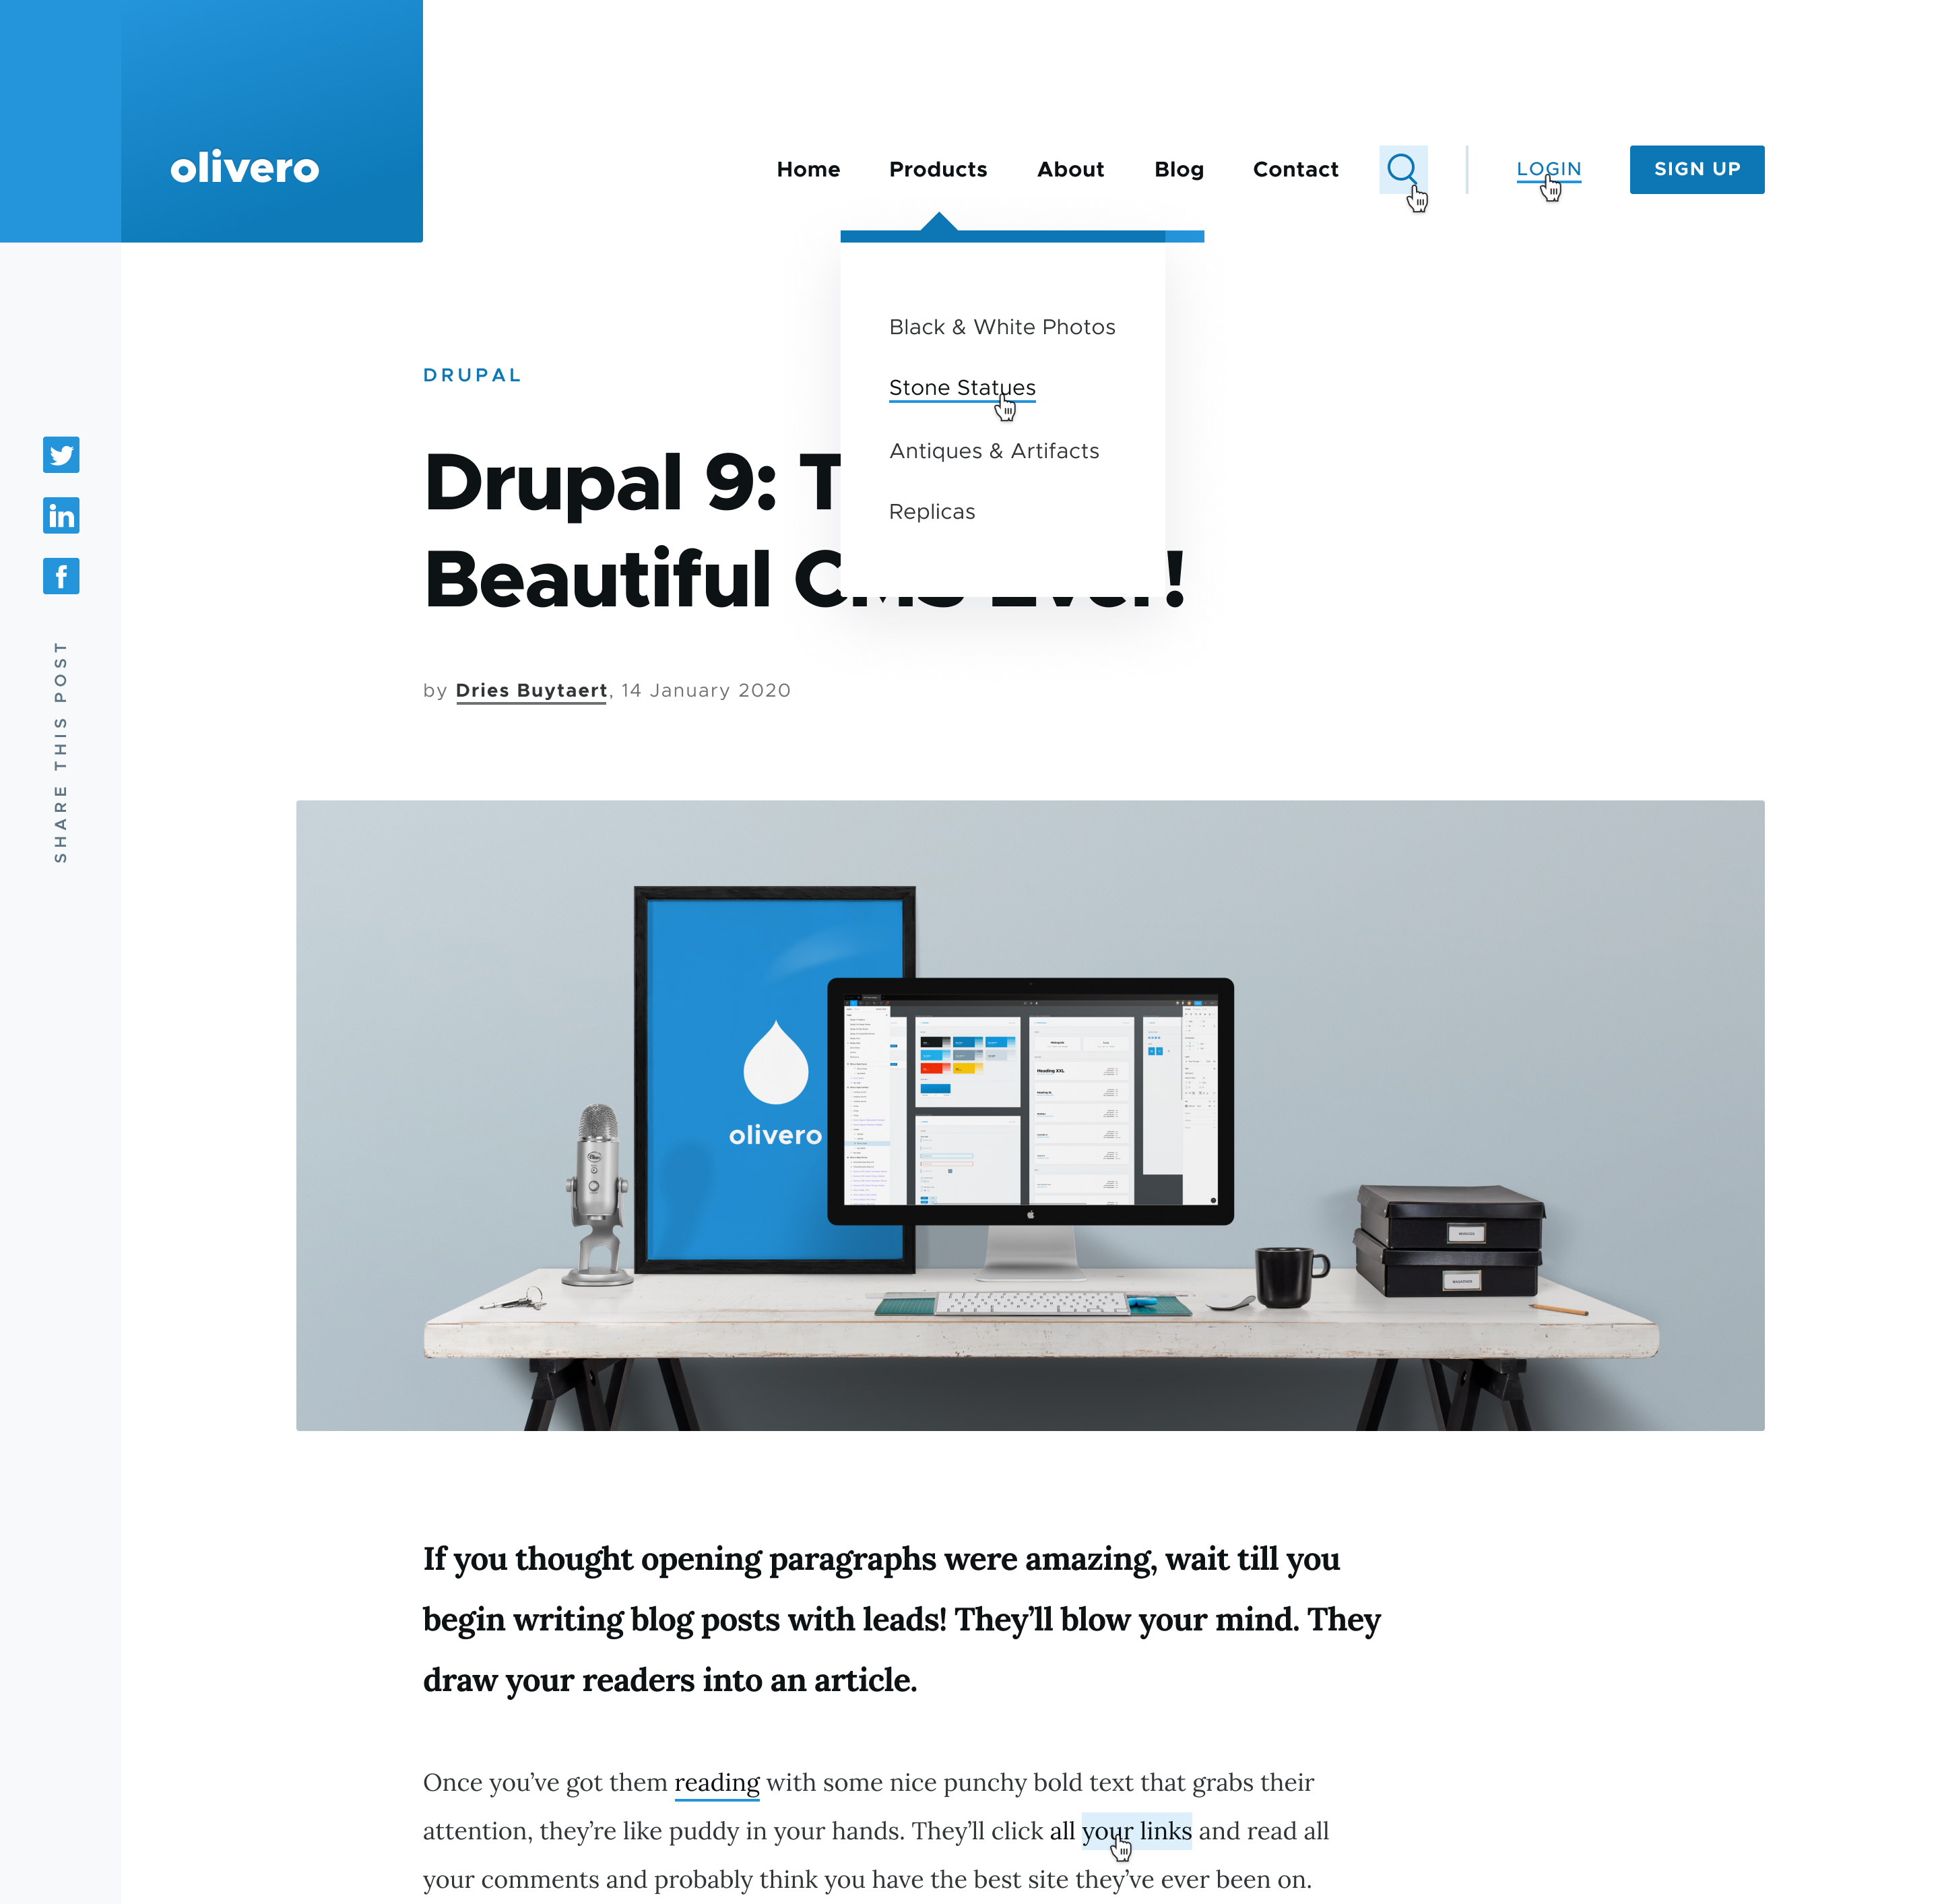 olivero
Home Products About Blog Contact LOGIN SIGN UP
Black & White Photos
Stone Statues
Antiques & Artifacts
Replicas
DRUPAL
Drupal 9: T
Beautiful CMS Ever!
by Dries Buytaert, 14 January 2020
SHARE THIS POST
olivero
Heading XXL
If you thought opening paragraphs were amazing, wait till you
begin writing blog posts with leads! They’ll blow your mind. They
draw your readers into an article.
Once you’ve got them reading with some nice punchy bold text that grabs their
attention, they’re like puddy in your hands. They’ll click all your links and read all
your comments and probably think you have the best site they’ve ever been on.